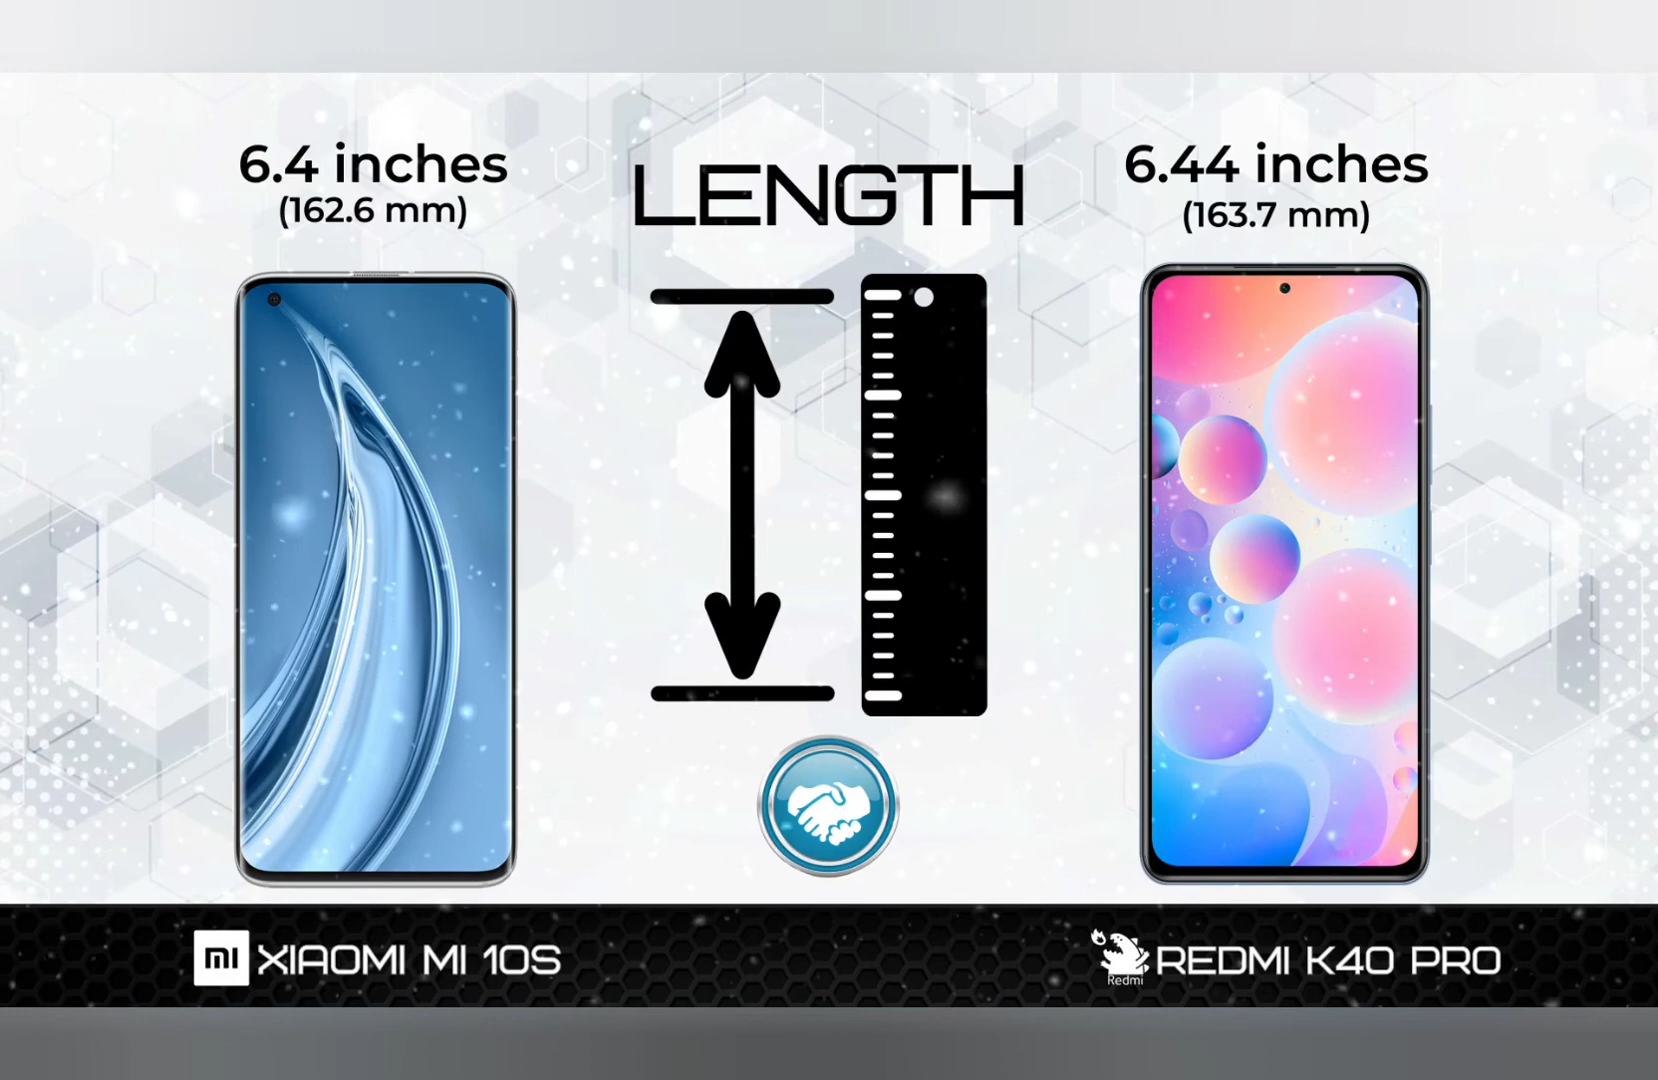 6.4 inches
(162.6 mm)
LENGTH
6.44 inches
(163.7 mm)
mi XIAOMI MI 10S
Redmi
REDMI K40 PRO